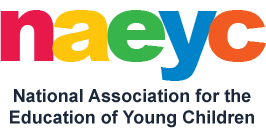 naeyc
National Association for the
Education of Young Children